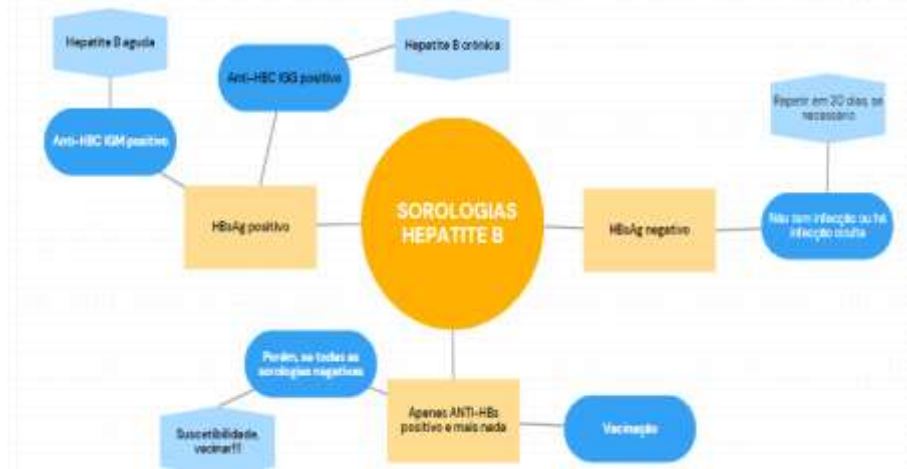 Hepatite B aguda
Anti-HBC IGG positivo
Hepatite B crônica
Anti-HBC IGM positivo
HBsAg positivo
SOROLOGIAS
HEPATITE B
HBsAg negativo
Repetir em 30 dias, se
necessário
Não tem infecção ou há
infecção oculta
Porém, se todas as
sorologias negativas
Suscetibilidade,
vacinar!!!
Apenas ANTI-HBs
positivo e mais nada
Vacinação